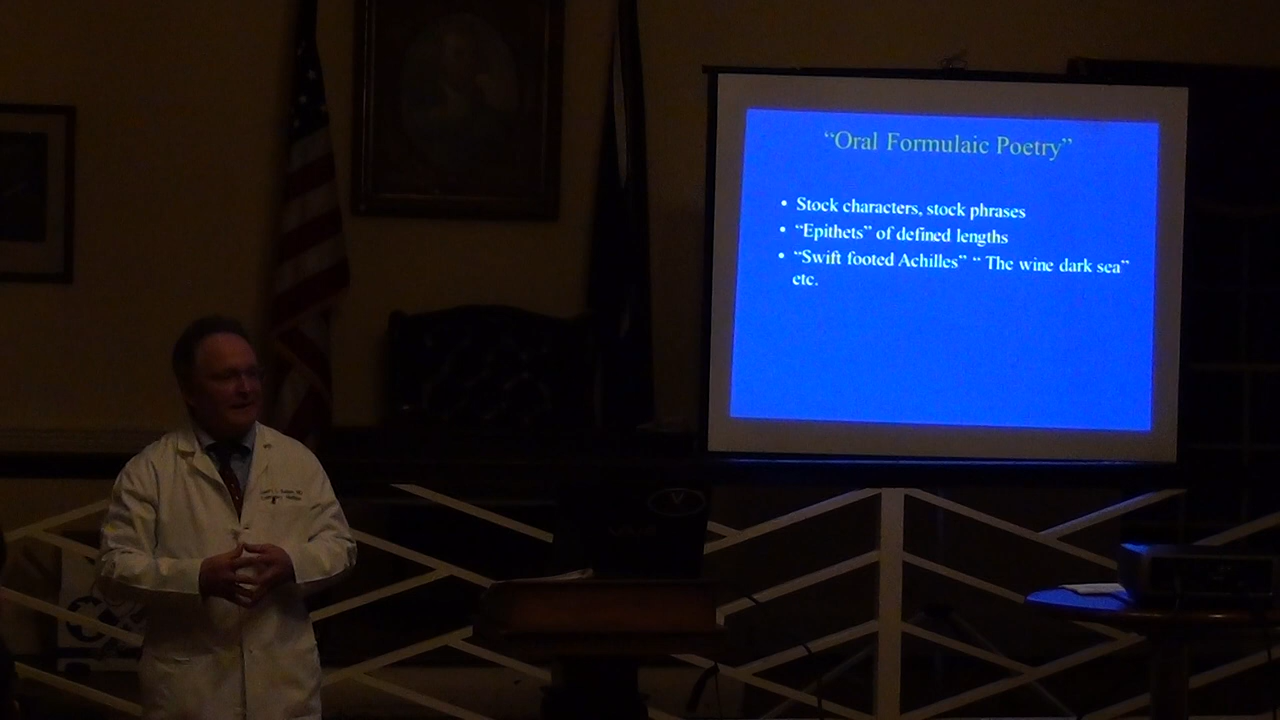 “Oral Formulaic Poetry”
• Stock characters, stock phrases
• “Epithets” of defined lengths
• “Swift footed Achilles” “ The wine dark sea”
etc.